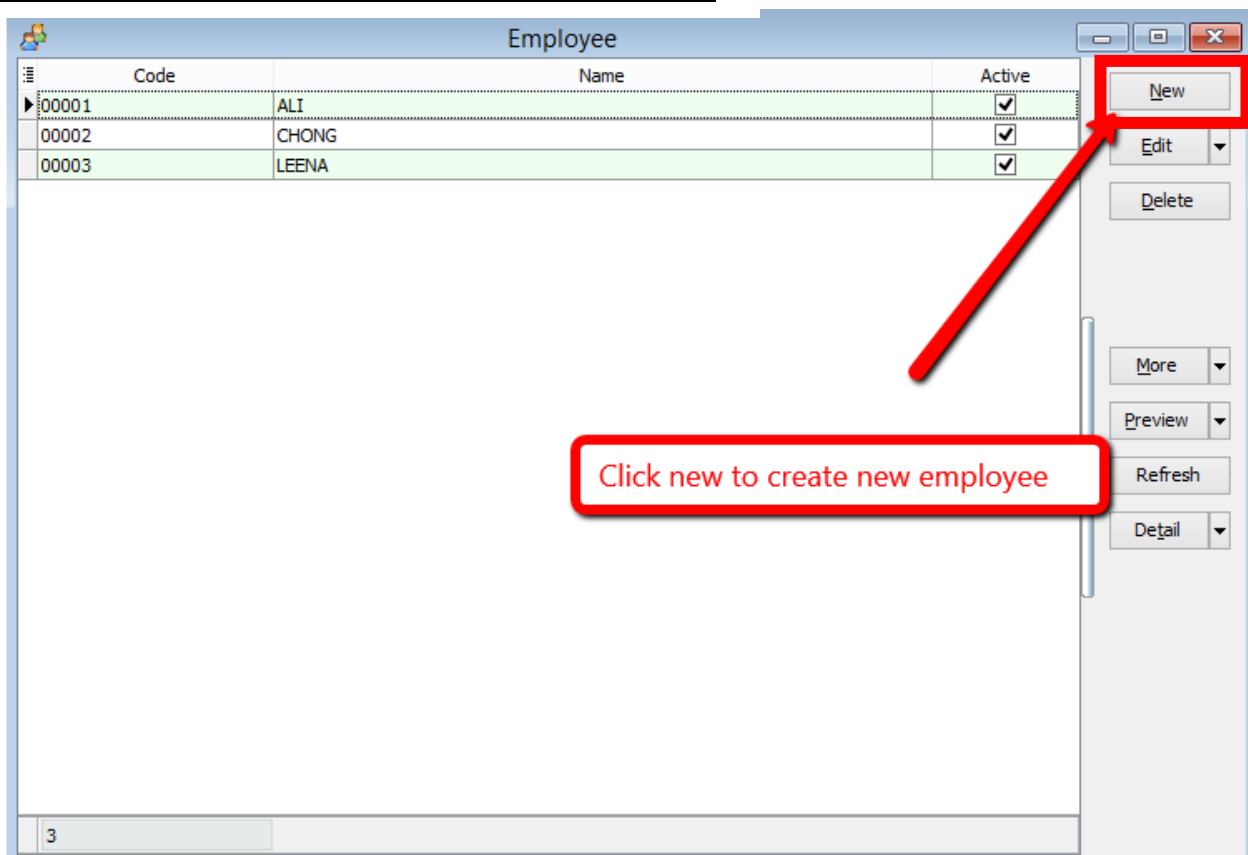 Employee
Code Name Active
00001 ALI
00002 CHONG
00003 LEENA
New
Edit
Delete
More
Preview
Refresh
Detail
Click new to create new employee
3